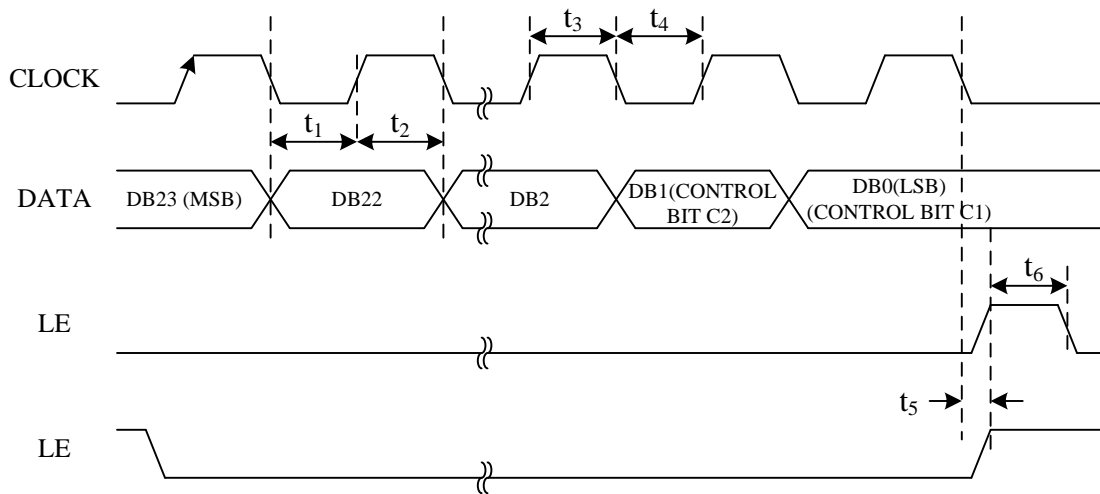 t3 t4
CLOCK
t1 t2
DATA
DB23 (MSB)
DB22
DB2
DB1(CONTROL
BIT C2)
DB0(LSB)
(CONTROL BIT C1)
t6
LE
t5
LE